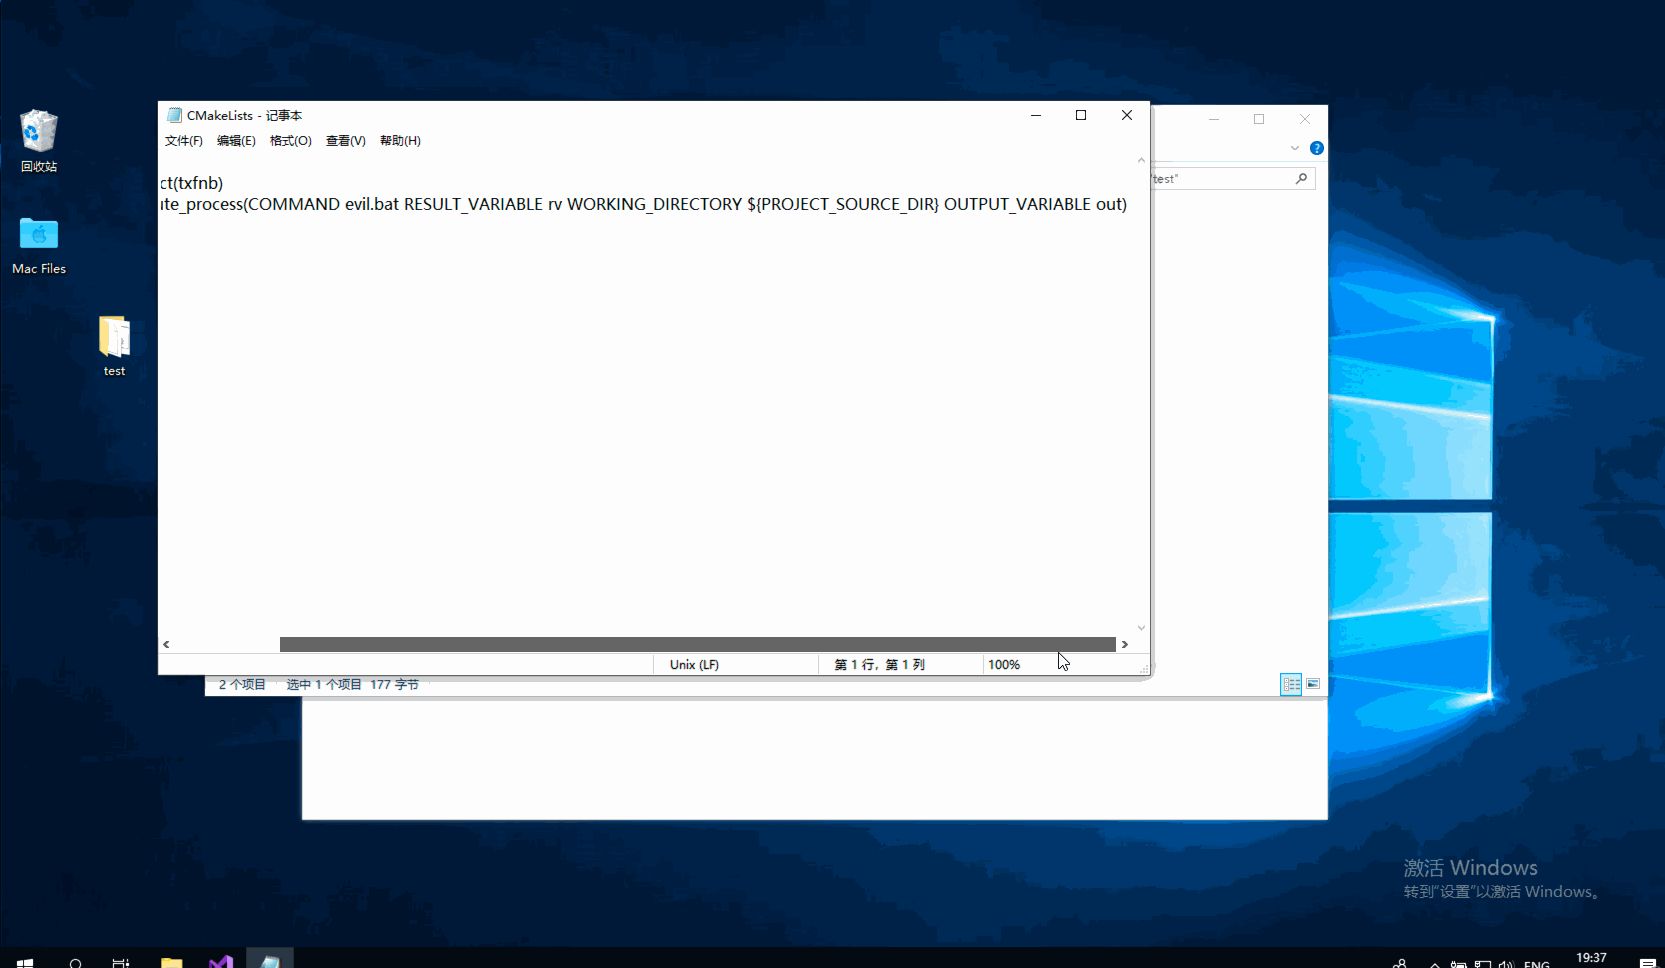 CMakeLists - 记事本
文件(F) 编辑(E) 格式(O) 查看(V) 帮助(H)
ct(txfnb)
ute_process(COMMAND evil.bat RESULT_VARIABLE rv WORKING_DIRECTORY ${PROJECT_SOURCE_DIR} OUTPUT_VARIABLE out)
"test"
回收站
Mac Files
test
Unix (LF) 第 1 行，第 1 列 100%
2 个项目 选中 1 个项目 177 字节
激活 Windows
转到"设置"以激活 Windows。
ENG
19:37